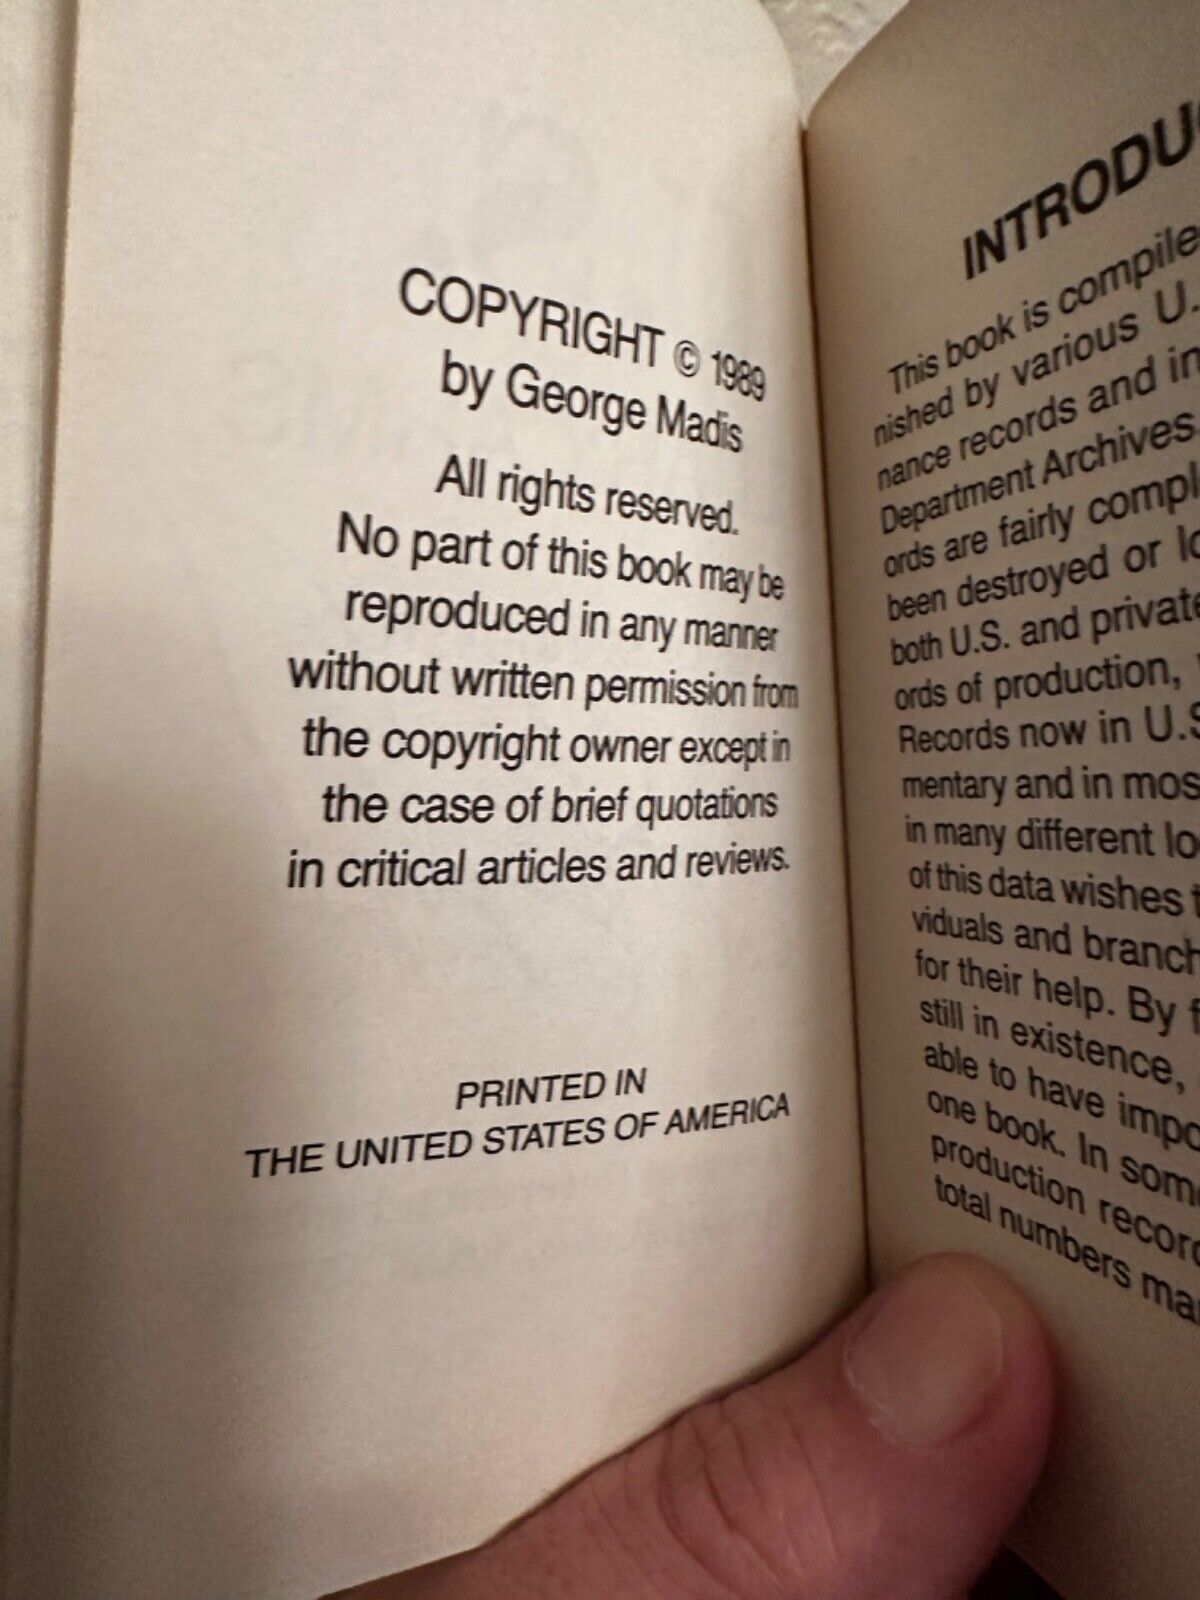 COPYRIGHT © 1989
by George Madis
All rights reserved.
No part of this book may be
reproduced in any manner
without written permission from
the copyright owner except in
the case of brief quotations
in critical articles and reviews.
PRINTED IN
THE UNITED STATES OF AMERICA
INTRODU
This book is compile
nished by various U.
nance records and in
Department Archives.
ords are fairly compl
been destroyed or lo
both U.S. and private
ords of production,
Records now in U.S
mentary and in mos
in many different lo
of this data wishes t
viduals and branch
for their help. By f
still in existence,
able to have impo
one book. In som
production recor
total numbers ma